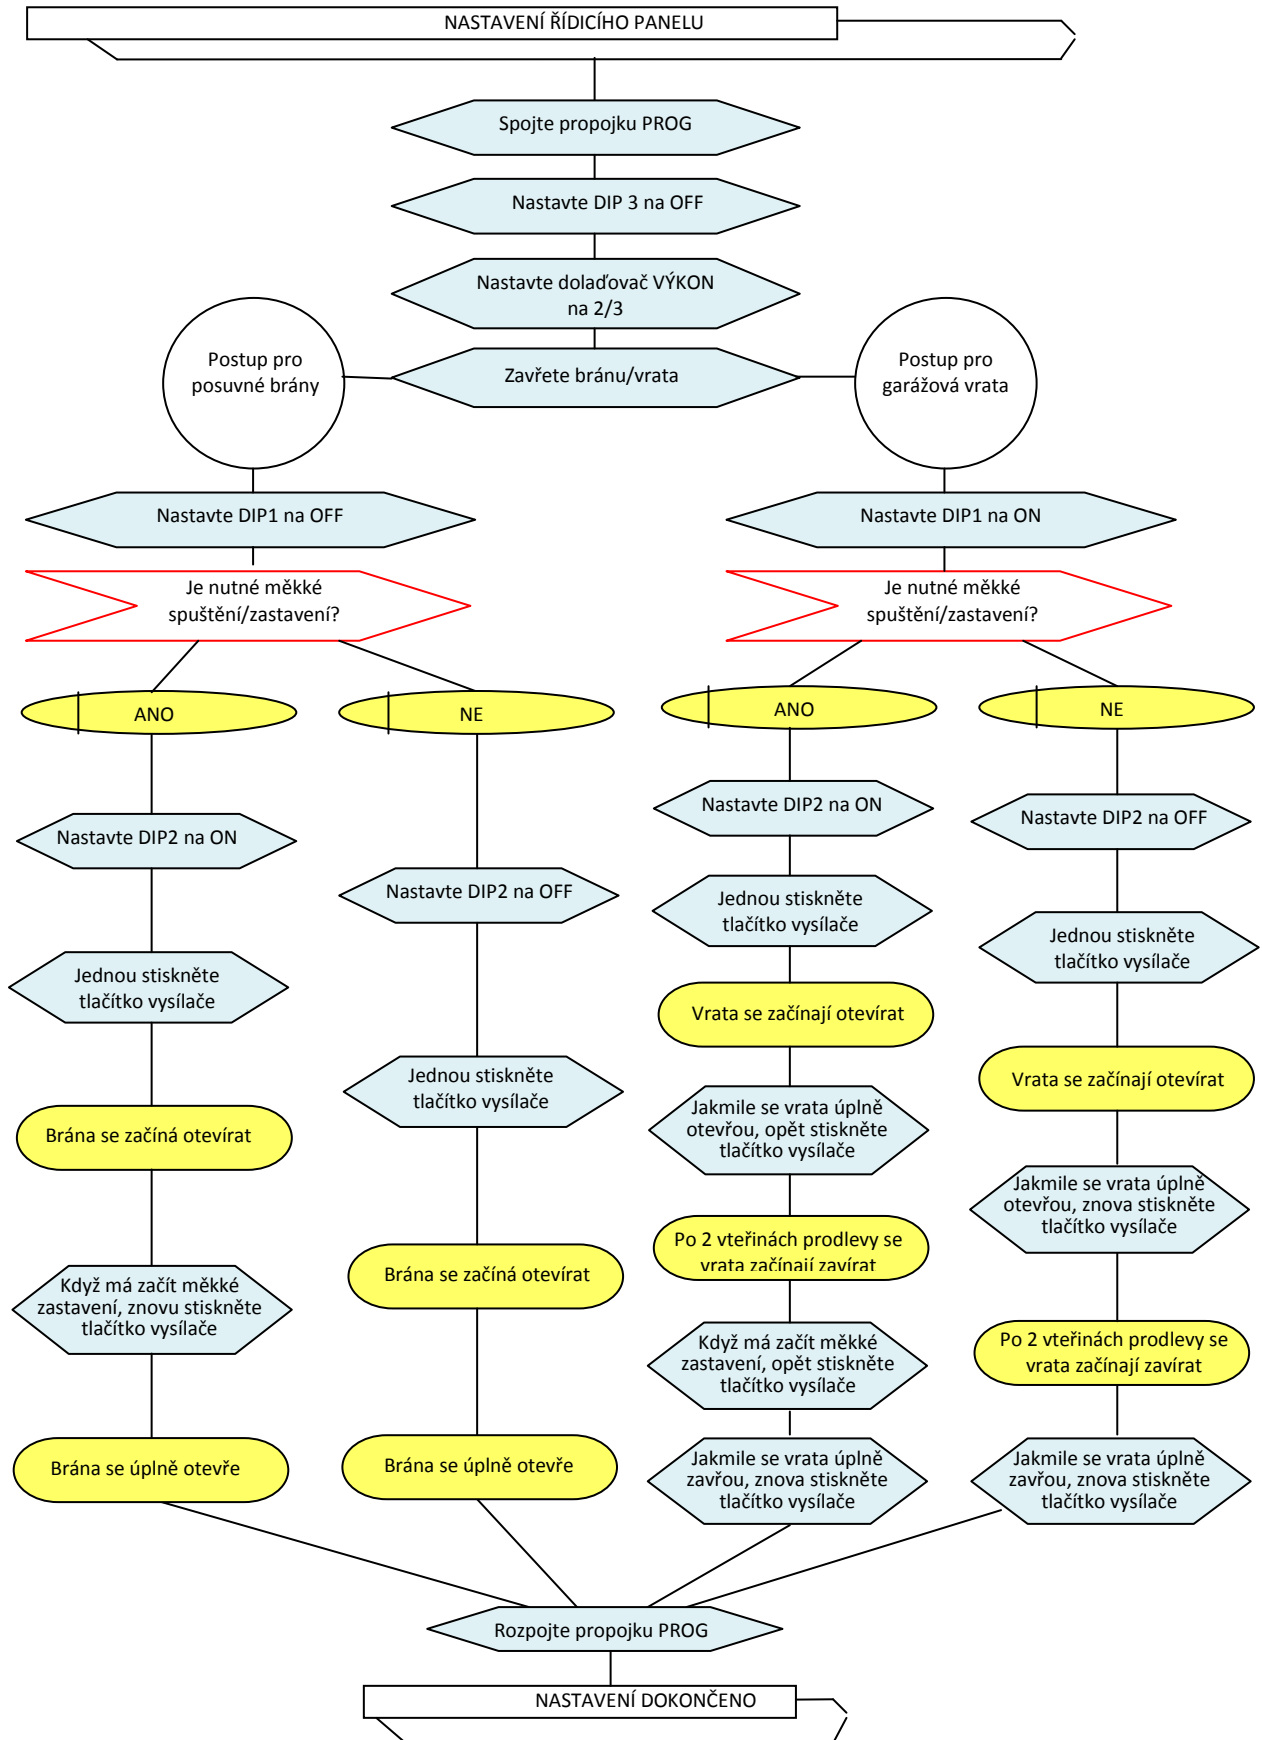 NASTAVENÍ ŘÍDICÍHO PANELU
Spojte propojku PROG
Nastavte DIP 3 na OFF
Nastavte dolaďovač VÝKON
na 2/3
Zavřete bránu/vrata
Postup pro
posuvné brány
Postup pro
garážová vrata
Nastavte DIP1 na OFF
Nastavte DIP1 na ON
Je nutné měkké
spuštění/zastavení?
Je nutné měkké
spuštění/zastavení?
ANO
NE
ANO
NE
Nastavte DIP2 na ON
Jednou stiskněte
tlačítko vysílače
Brána se začíná otevírat
Když má začít měkké
zastavení, znovu stiskněte
tlačítko vysílače
Brána se úplně otevře
Nastavte DIP2 na OFF
Jednou stiskněte
tlačítko vysílače
Brána se začíná otevírat
Brána se úplně otevře
Nastavte DIP2 na ON
Jednou stiskněte
tlačítko vysílače
Vrata se začínají otevírat
Jakmile se vrata úplně
otevřou, opět stiskněte
tlačítko vysílače
Po 2 vteřinách prodlevy se
vrata začínají zavírat
Když má začít měkké
zastavení, opět stiskněte
tlačítko vysílače
Jakmile se vrata úplně
zavřou, znova stiskněte
tlačítko vysílače
Nastavte DIP2 na OFF
Jednou stiskněte
tlačítko vysílače
Vrata se začínají otevírat
Jakmile se vrata úplně
otevřou, znova stiskněte
tlačítko vysílače
Po 2 vteřinách prodlevy se
vrata začínají zavírat
Jakmile se vrata úplně
zavřou, znova stiskněte
tlačítko vysílače
Rozpojte propojku PROG
NASTAVENÍ DOKONČENO